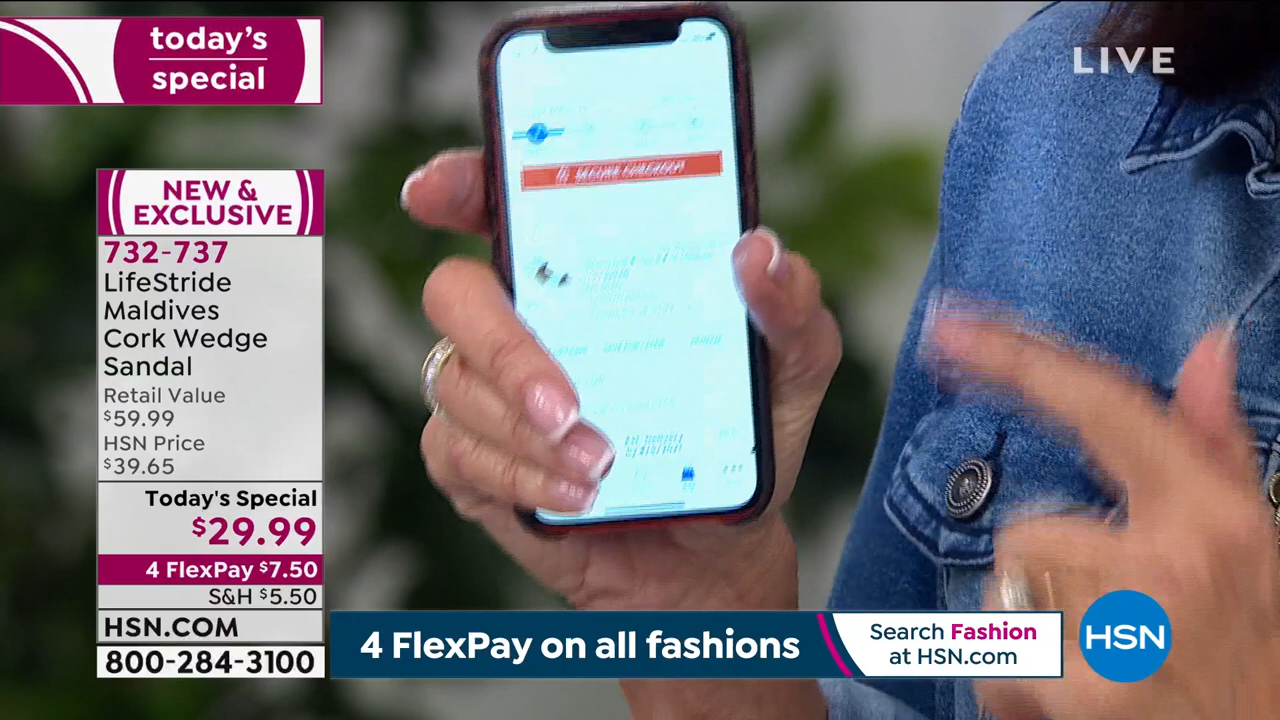 today's
special
LIVE
NEW &
EXCLUSIVE
732-737
LifeStride
Maldives
Cork Wedge
Sandal
Retail Value
$59.99
HSN Price
$39.65
Today's Special
$29.99
4 FlexPay $7.50
S&H $5.50
HSN.COM
800-284-3100
4 FlexPay on all fashions
Search Fashion
at HSN.com
HSN